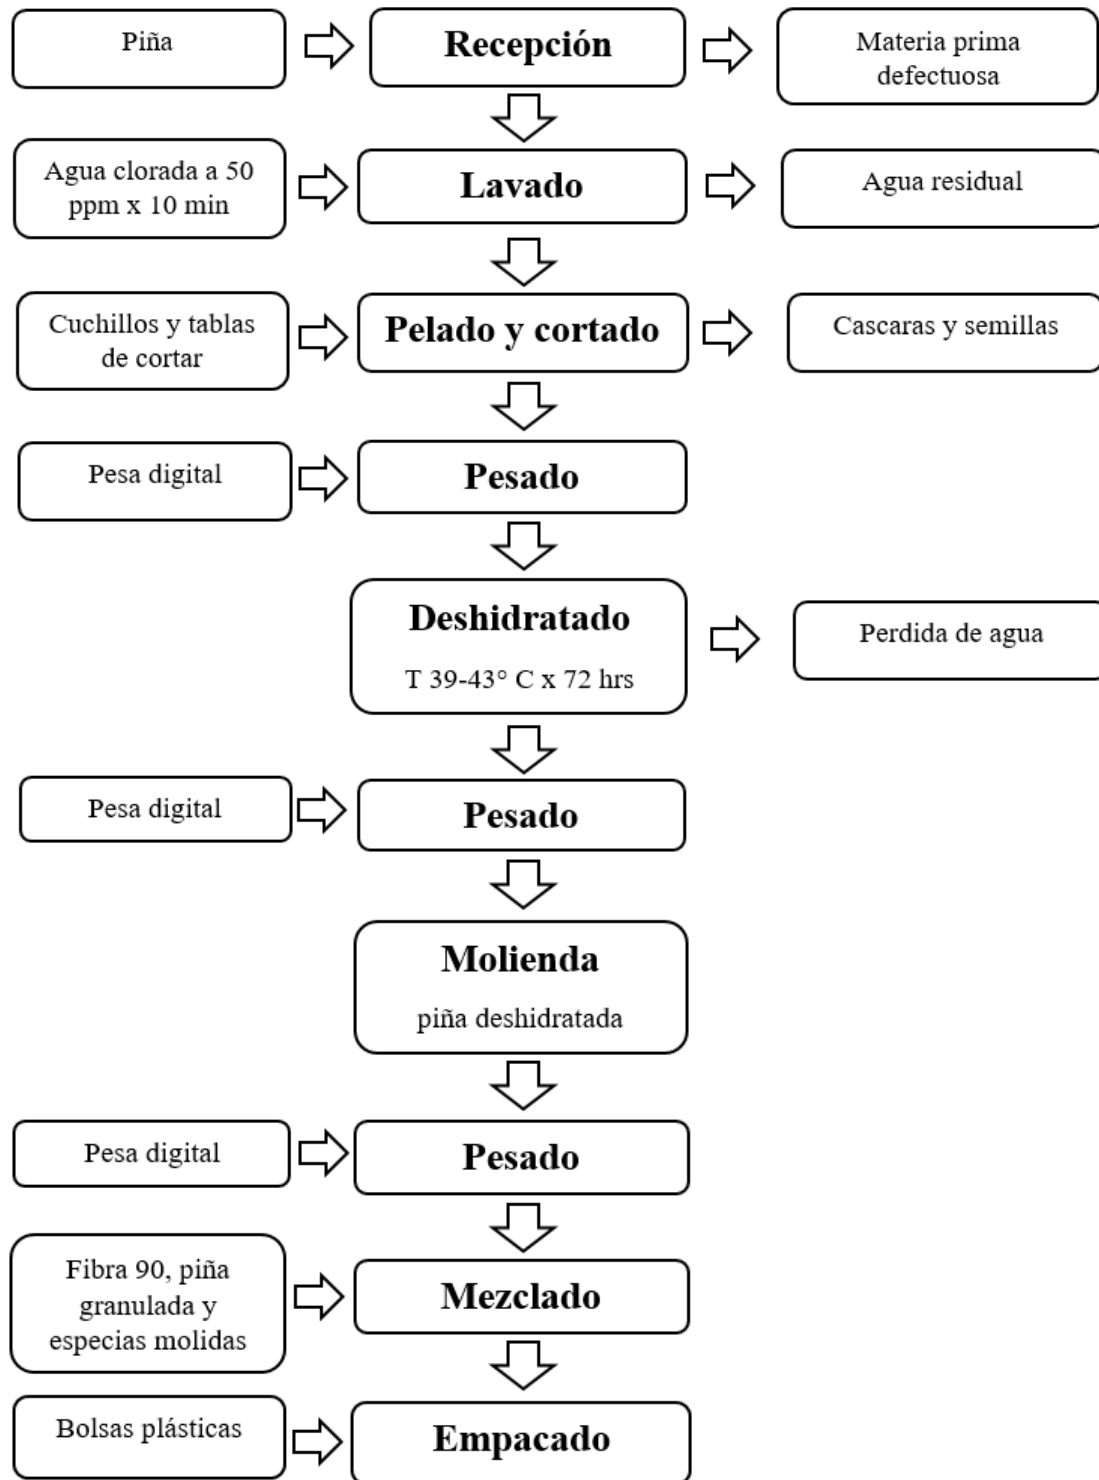 Piña
Recepción
Materia prima
defectuosa
Agua clorada a 50
ppm x 10 min
Lavado
Agua residual
Cuchillos y tablas
de cortar
Pelado y cortado
Cascaras y semillas
Pesa digital
Pesado
Deshidratado
T 39-43° C x 72 hrs
Perdida de agua
Pesa digital
Pesado
Molienda
piña deshidratada
Pesa digital
Pesado
Fibra 90, piña
granulada y
especias molidas
Mezclado
Bolsas plásticas
Empacado